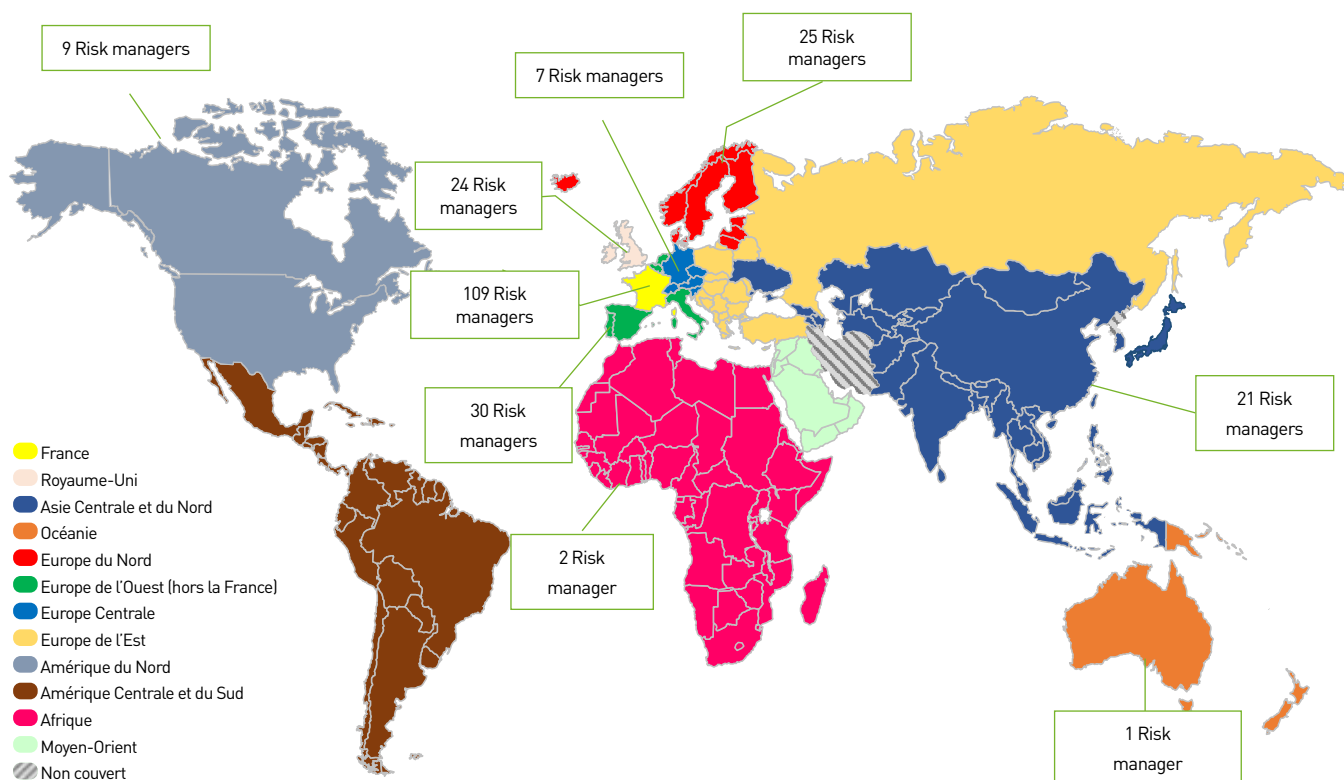 9 Risk managers
7 Risk managers
25 Risk
managers
24 Risk
managers
109 Risk
managers
30 Risk
managers
21 Risk
managers
2 Risk
manager
1 Risk
manager
France
Royaume-Uni
Asie Centrale et du Nord
Océanie
Europe du Nord
Europe de l'Ouest (hors la France)
Europe Centrale
Europe de l'Est
Amérique du Nord
Amérique Centrale et du Sud
Afrique
Moyen-Orient
Non couvert